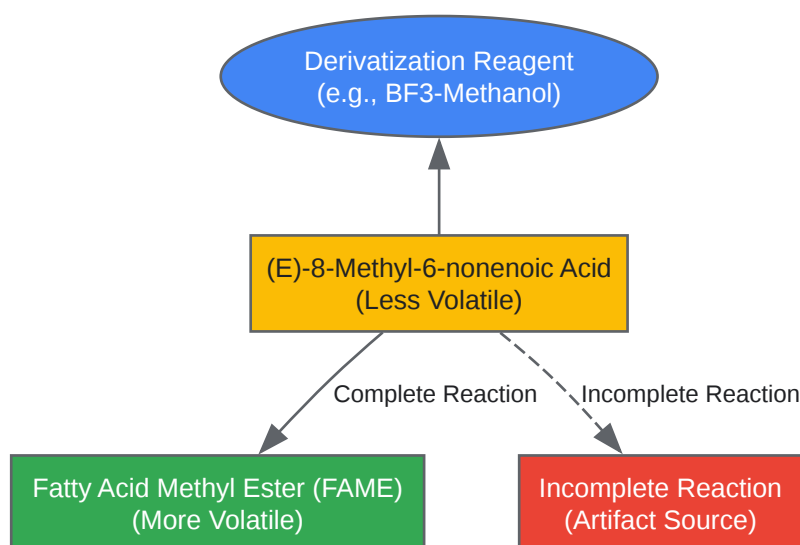 Derivatization Reagent
(e.g., BF3-Methanol)
(E)-8-Methyl-6-nonenoic Acid
(Less Volatile)
Complete Reaction
Incomplete Reaction
Fatty Acid Methyl Ester (FAME)
(More Volatile)
Incomplete Reaction
(Artifact Source)